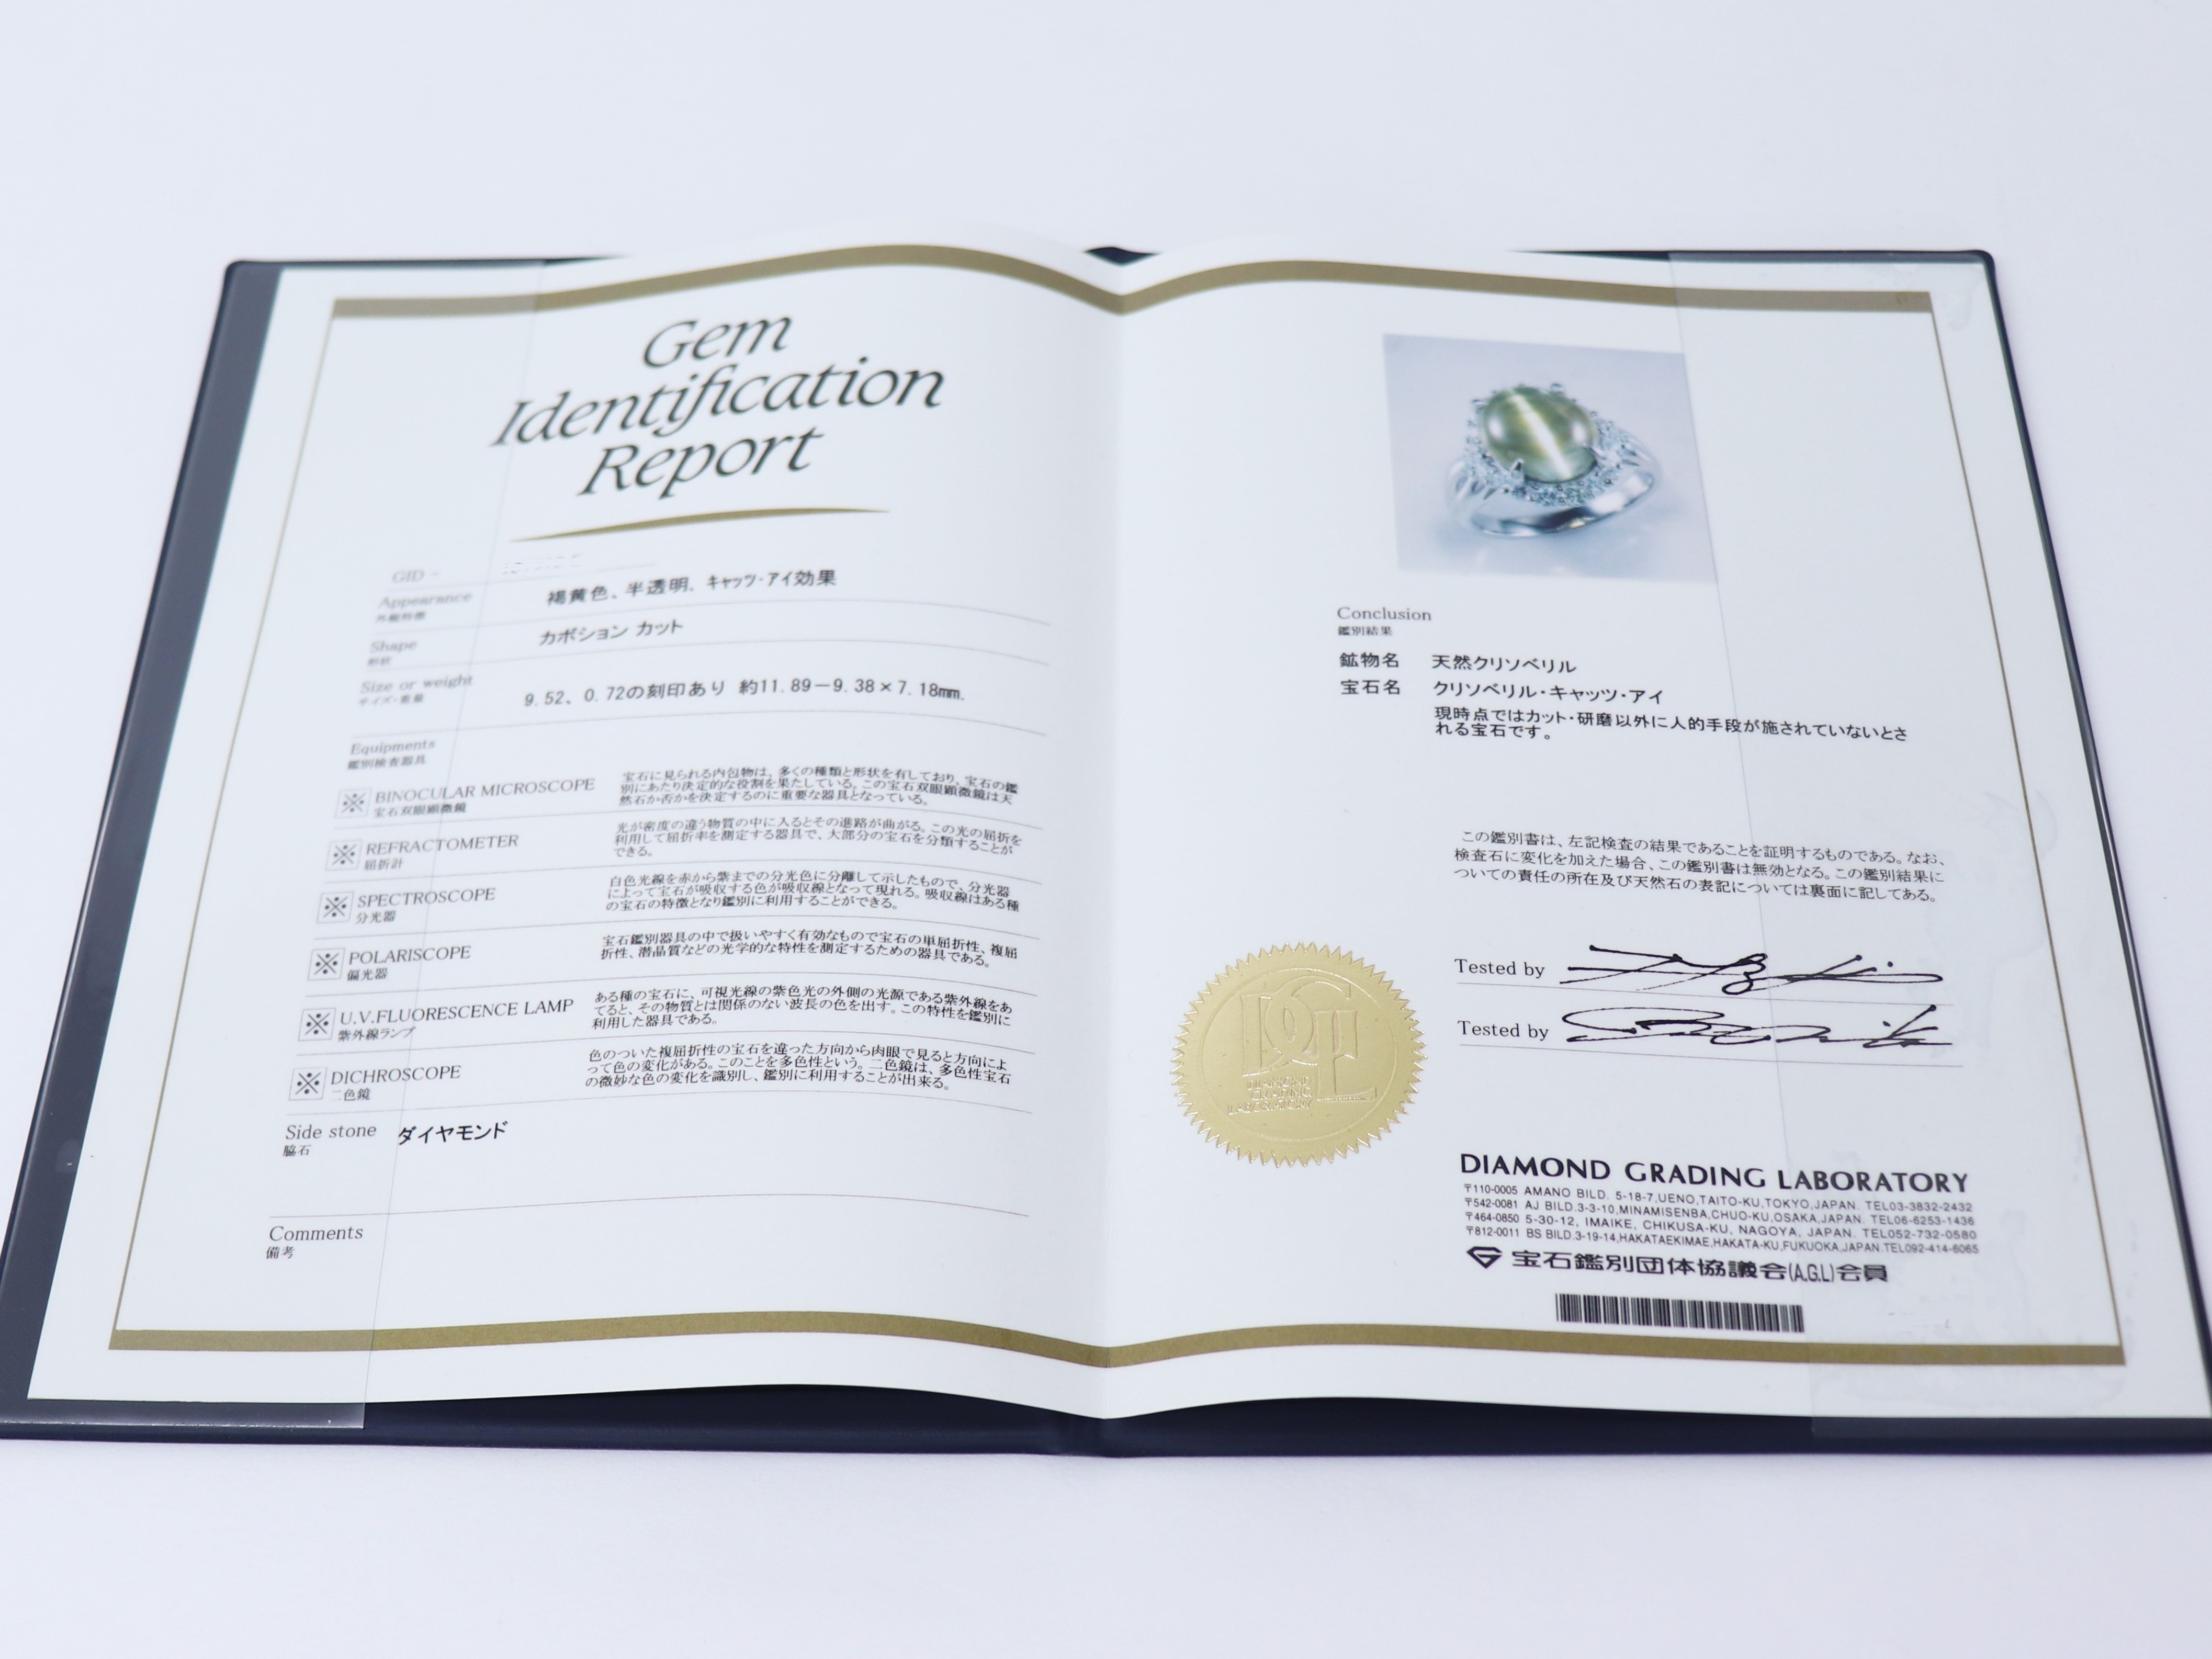 Gem
Identification
Report
GID -
Appearance
外観特徴
褐黄色、半透明、キャッツ・アイ効果
Shape
形状
カボション カット
Size or weight
サイズ・重量
9.52。0.72の刻印あり 約11.89－9.38×7.18mm.
Equipments
鑑別検査器具
※ BINOCULAR MICROSCOPE
宝石双眼顕微鏡
宝石に見られる内包物は、多くの種類と形状を有しており、宝石の鑑
別にあたり決定的な役割を果たしている。この宝石双眼顕微鏡は天
然石か否かを決定するのに重要な器具となっている。
※ REFRACTOMETER
屈折計
光が密度の違う物質の中に入るとその進路が曲がる。この光の屈折を
利用して屈折率を測定する器具で、大部分の宝石を分類することが
できる。
※ SPECTROSCOPE
分光器
白色光線を赤から紫までの分光色に分離して示したもので、分光器
によって宝石が吸収する色が吸収線となって現れる。吸収線はある種
の宝石の特徴となり鑑別に利用することができる。
※ POLARISCOPE
偏光器
宝石鑑別器具の中で扱いやすく有効なもので宝石の単屈折性、複屈
折性、潜晶質などの光学的な特性を測定するための器具である。
※ U.V.FLUORESCENCE LAMP
紫外線ランプ
ある種の宝石に、可視光線の紫色光の外側の光源である紫外線をあ
てると、その物質とは関係のない波長の色を出す。この特性を鑑別に
利用した器具である。
※ DICHROSCOPE
二色鏡
色のついた複屈折性の宝石を違った方向から肉眼で見ると方向によ
って色の変化がある。このことを多色性という。二色鏡は、多色性宝石
の微妙な色の変化を識別し、鑑別に利用することが出来る。
Side stone
脇石
ダイヤモンド
Comments
備考
Conclusion
鑑別結果
鉱物名 天然クリソベリル
宝石名 クリソベリル・キャッツ・アイ
現時点ではカット・研磨以外に人的手段が施されていないとさ
れる宝石です。
この鑑別書は、左記検査の結果であることを証明するものである。なお、
検査石に変化を加えた場合、この鑑別書は無効となる。この鑑別結果に
ついての責任の所在及び天然石の表記については裏面に記してある。
Tested by
Tested by
DGL
DIAMOND
GRADING
LABORATORY
DIAMOND GRADING LABORATORY
〒110-0005 AMANO BILD. 5-18-7,UENO,TAITO-KU,TOKYO,JAPAN. TEL03-3832-2432
〒542-0081 AJ BILD.3-3-10,MINAMISENBA,CHUO-KU,OSAKA,JAPAN. TEL06-6253-1436
〒464-0850 5-30-12, IMAIKE, CHIKUSA-KU, NAGOYA, JAPAN. TEL052-732-0580
〒812-0011 BS BILD.3-19-14,HAKATAEKIMAE,HAKATA-KU,FUKUOKA,JAPAN.TEL092-414-6065
宝石鑑別団体協議会(A.G.L)会員